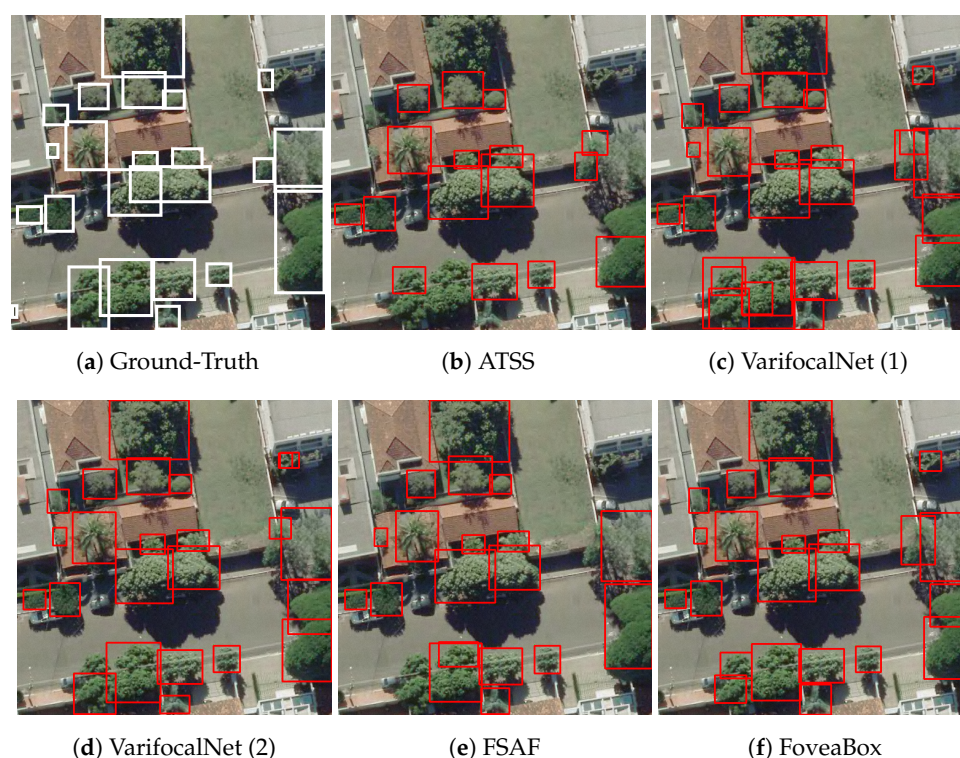 (a) Ground-Truth
(b) ATSS
(c) VarifocalNet (1)
(d) VarifocalNet (2)
(e) FSAF
(f) FoveaBox